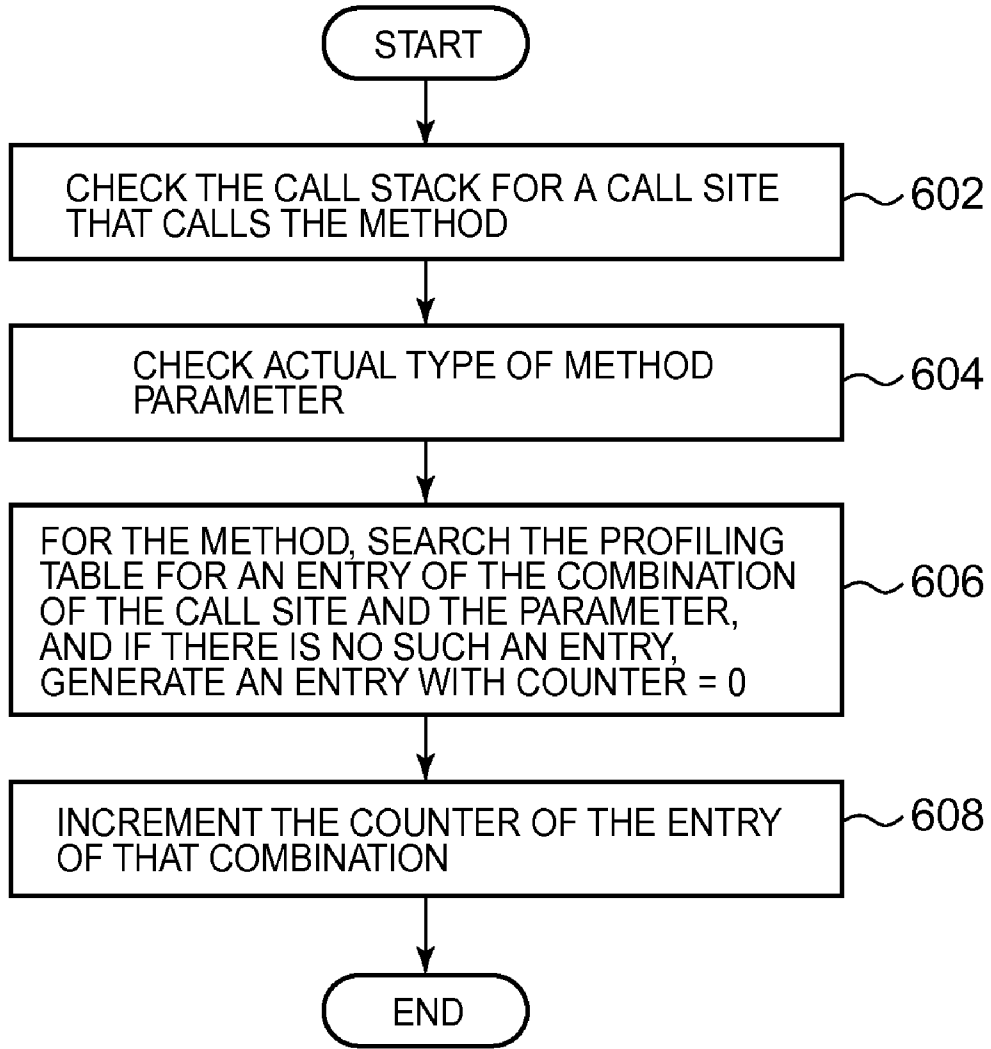 START
CHECK THE CALL STACK FOR A CALL SITE
THAT CALLS THE METHOD
602
CHECK ACTUAL TYPE OF METHOD
PARAMETER
604
FOR THE METHOD, SEARCH THE PROFILING
TABLE FOR AN ENTRY OF THE COMBINATION
OF THE CALL SITE AND THE PARAMETER,
AND IF THERE IS NO SUCH AN ENTRY,
GENERATE AN ENTRY WITH COUNTER = 0
606
INCREMENT THE COUNTER OF THE ENTRY
OF THAT COMBINATION
608
END